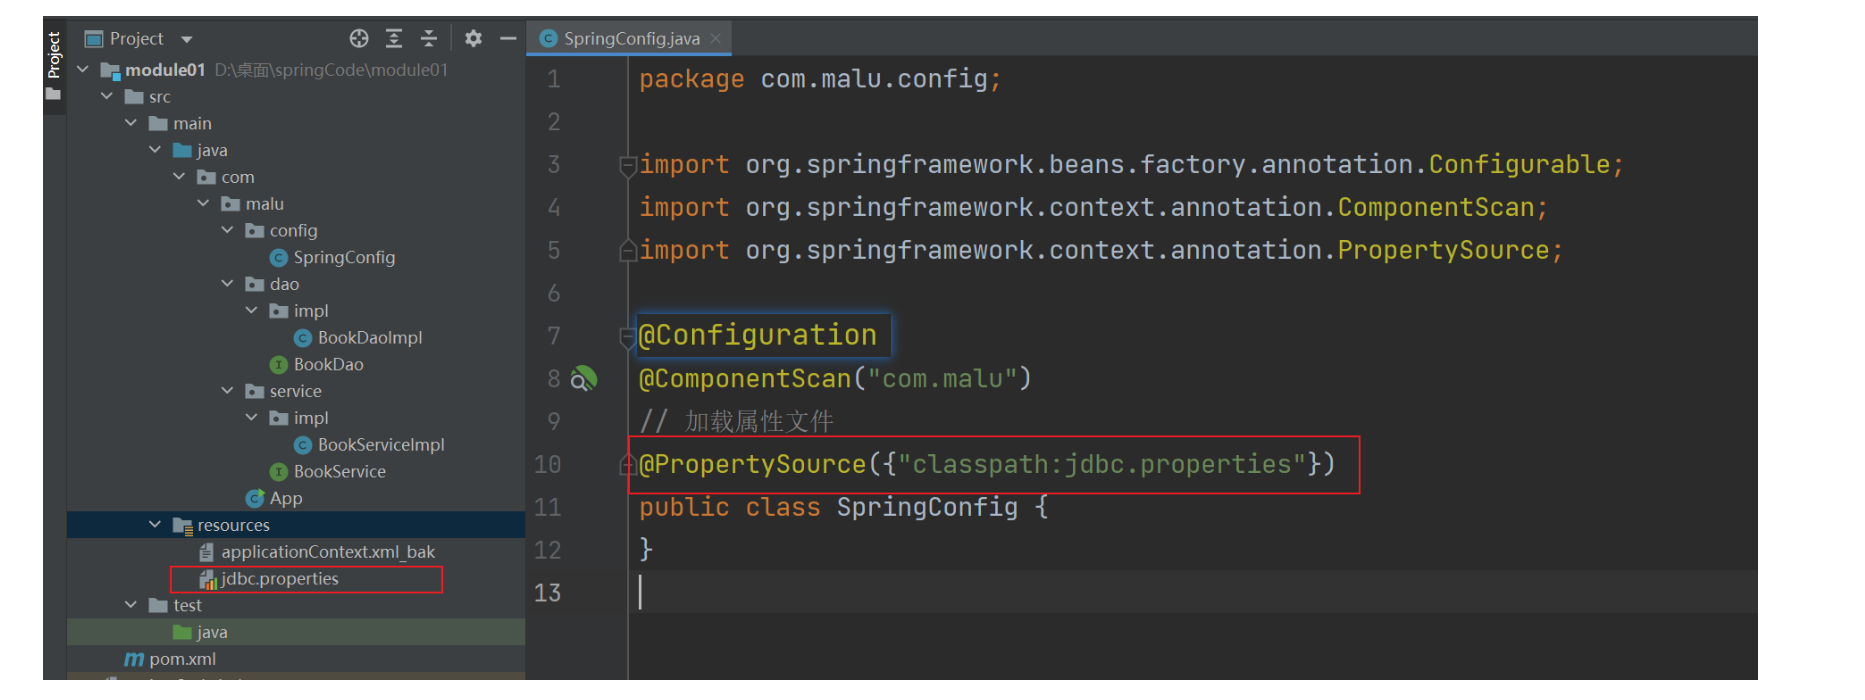 Project
Project
module01 D:\桌面\springCode\module01
src
main
java
com
malu
config
SpringConfig
dao
impl
BookDaoImpl
BookDao
service
impl
BookServiceImpl
BookService
App
resources
applicationContext.xml_bak
jdbc.properties
test
java
pom.xml
SpringConfig.java
1 package com.malu.config;
2
3 import org.springframework.beans.factory.annotation.Configurable;
4 import org.springframework.context.annotation.ComponentScan;
5 import org.springframework.context.annotation.PropertySource;
6
7 @Configuration
8 @ComponentScan("com.malu")
9 // 加载属性文件
10 @PropertySource({"classpath:jdbc.properties"})
11 public class SpringConfig {
12 }
13